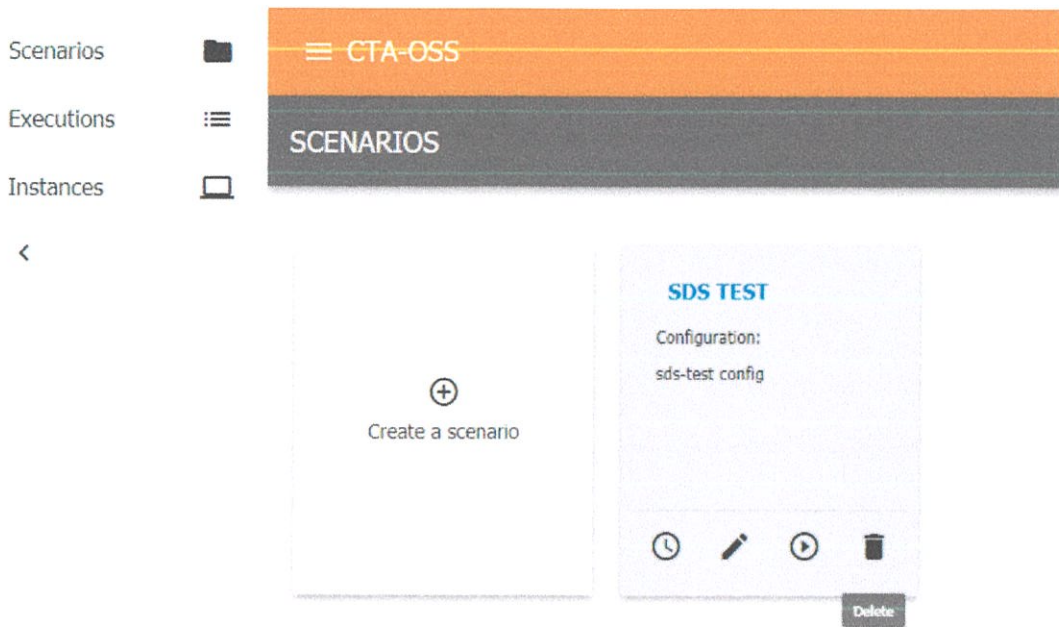 Scenarios
Executions
Instances
CTA-OSS
SCENARIOS
Create a scenario
SDS TEST
Configuration:
sds-test config
Delete